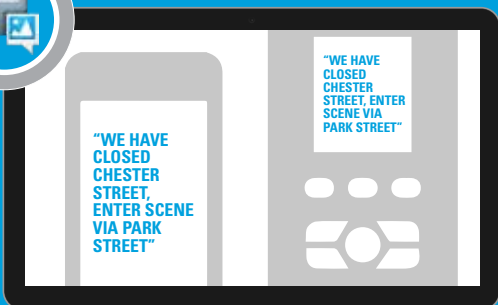 “WE HAVE
CLOSED
CHESTER
STREET,
ENTER SCENE
VIA PARK
STREET”
“WE HAVE
CLOSED
CHESTER
STREET, ENTER
SCENE VIA
PARK STREET”